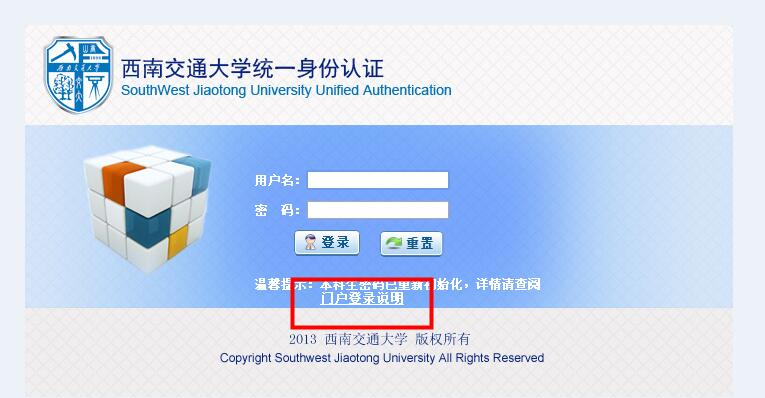 西南交通大学统一身份认证
SouthWest Jiaotong University Unified Authentication
用户名：
密 码：
登录 重置
温馨提示：本科生密码已重新初始化，详情请查阅
门户登录说明
2013 西南交通大学 版权所有
Copyright Southwest Jiaotong University All Rights Reserved